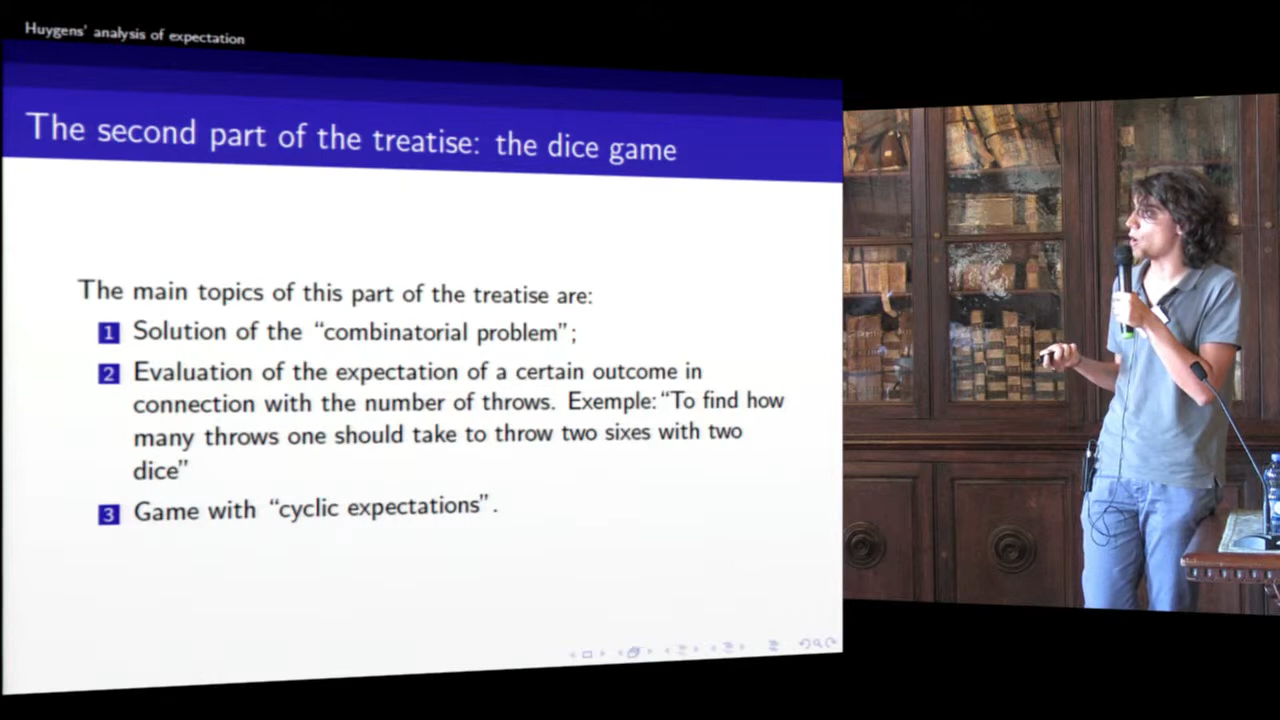 Huygens' analysis of expectation
The second part of the treatise: the dice game
The main topics of this part of the treatise are:
1 Solution of the “combinatorial problem”;
2 Evaluation of the expectation of a certain outcome in
connection with the number of throws. Exemple:“To find how
many throws one should take to throw two sixes with two
dice”
3 Game with “cyclic expectations”.